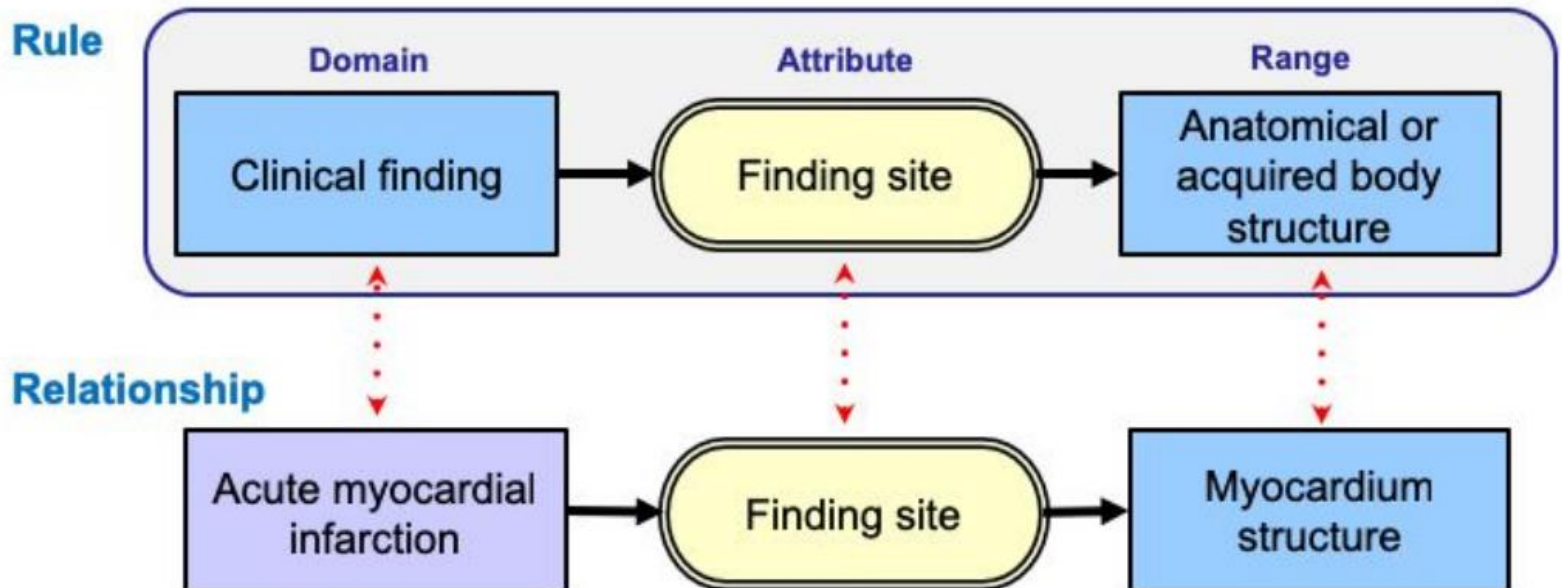 Rule
Domain
Attribute
Range
Clinical finding
Finding site
Anatomical or
acquired body
structure
Relationship
Acute myocardial
infarction
Finding site
Myocardium
structure